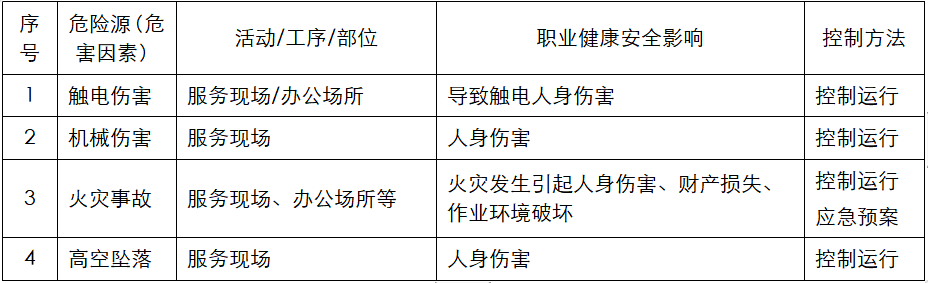 序号 危险源（危害因素） 活动/工序/部位 职业健康安全影响 控制方法
1 触电伤害 服务现场/办公场所 导致触电人身伤害 控制运行
2 机械伤害 服务现场 人身伤害 控制运行
3 火灾事故 服务现场、办公场所等 火灾发生引起人身伤害、财产损失、作业环境破坏 控制运行 应急预案
4 高空坠落 服务现场 人身伤害 控制运行